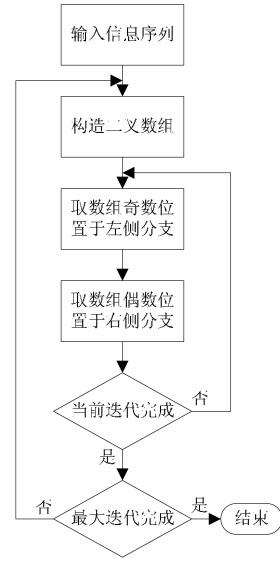 输入信息序列
构造二义数组
取数组奇数位
置于左侧分支
取数组偶数位
置于右侧分支
当前迭代完成
否
是
最大迭代完成
否
是
结束